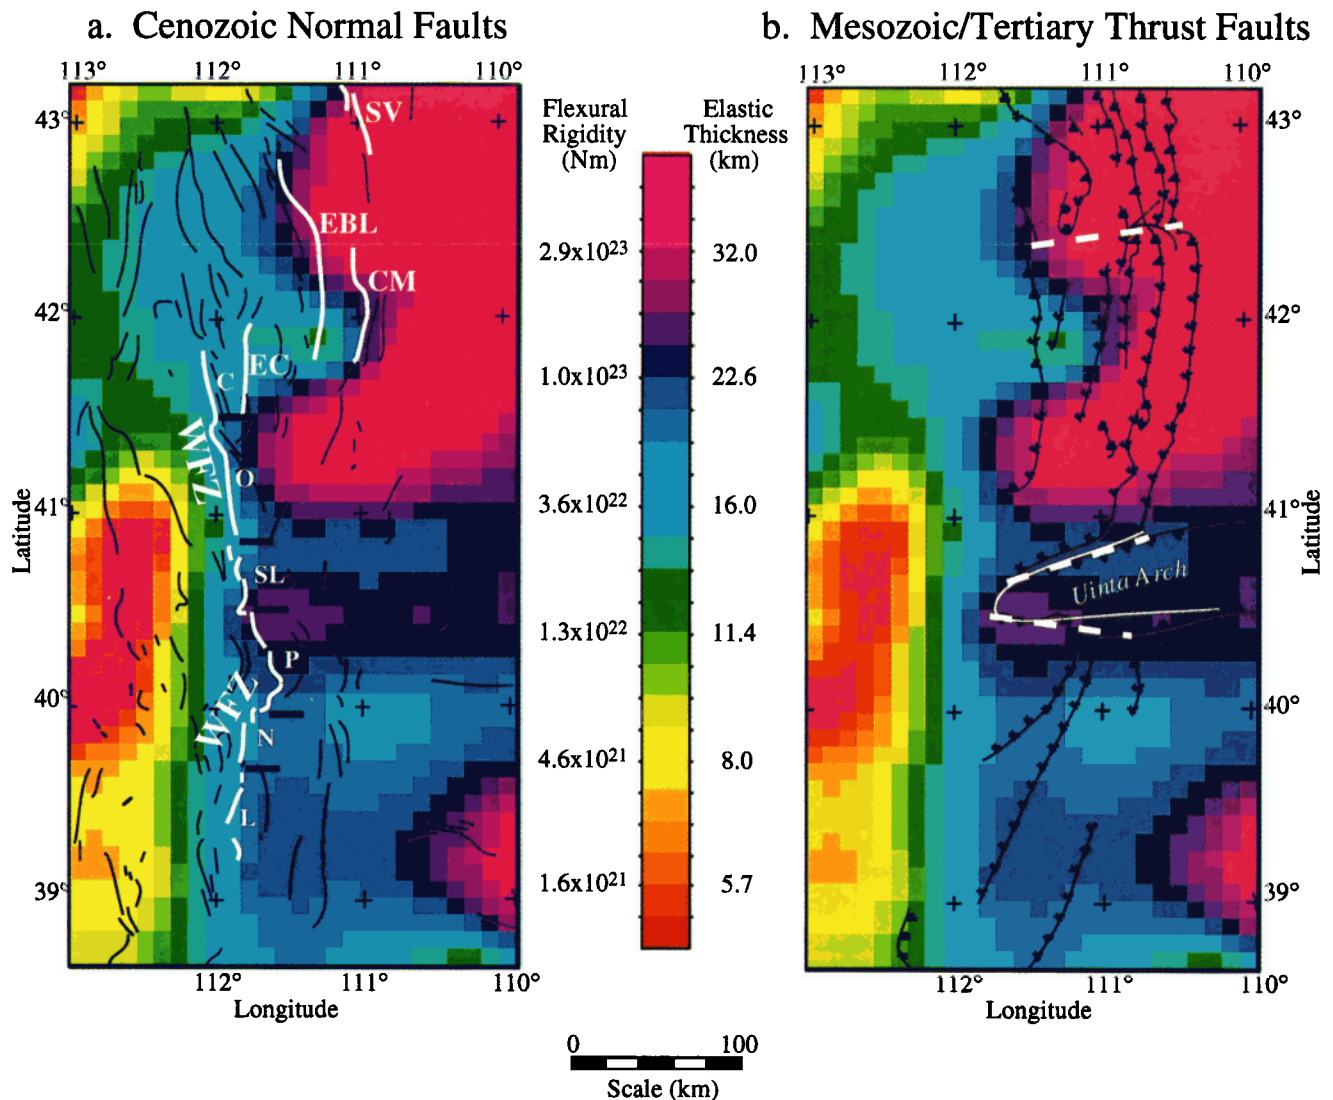 a. Cenozoic Normal Faults
b. Mesozoic/Tertiary Thrust Faults
113° 112° 111° 110°
113° 112° 111° 110°
43°
42°
41°
40°
39°
Latitude
SV
EBL
CM
EC
C
WFZ
O
SL
P
WFZ
N
L
112° 111° 110°
Longitude
Flexural
Rigidity
(Nm)
Elastic
Thickness
(km)
2.9x10²³ 32.0
1.0x10²³ 22.6
3.6x10²² 16.0
1.3x10²² 11.4
4.6x10²¹ 8.0
1.6x10²¹ 5.7
43°
42°
41°
40°
39°
Latitude
Uinta Arch
112° 111° 110°
Longitude
0 100
Scale (km)